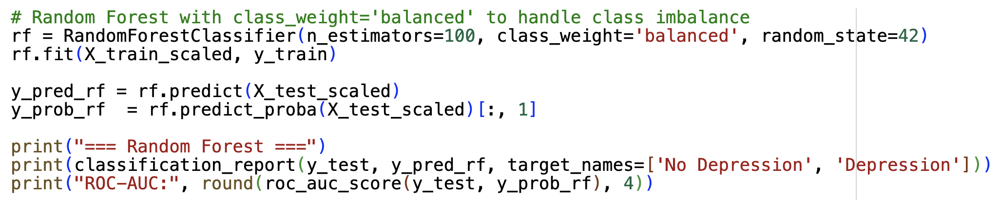 # Random Forest with class_weight='balanced' to handle class imbalance
rf = RandomForestClassifier(n_estimators=100, class_weight='balanced', random_state=42)
rf.fit(X_train_scaled, y_train)

y_pred_rf = rf.predict(X_test_scaled)
y_prob_rf  = rf.predict_proba(X_test_scaled)[:, 1]

print("=== Random Forest ===")
print(classification_report(y_test, y_pred_rf, target_names=['No Depression', 'Depression']))
print("ROC-AUC:", round(roc_auc_score(y_test, y_prob_rf), 4))